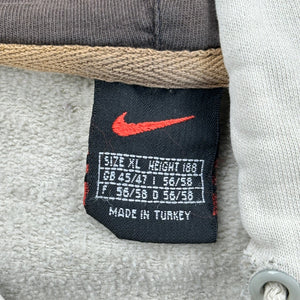 SIZE XL HEIGHT 188
GB 45/47 I 56/58
F 56/58 D 56/58
MADE IN TURKEY